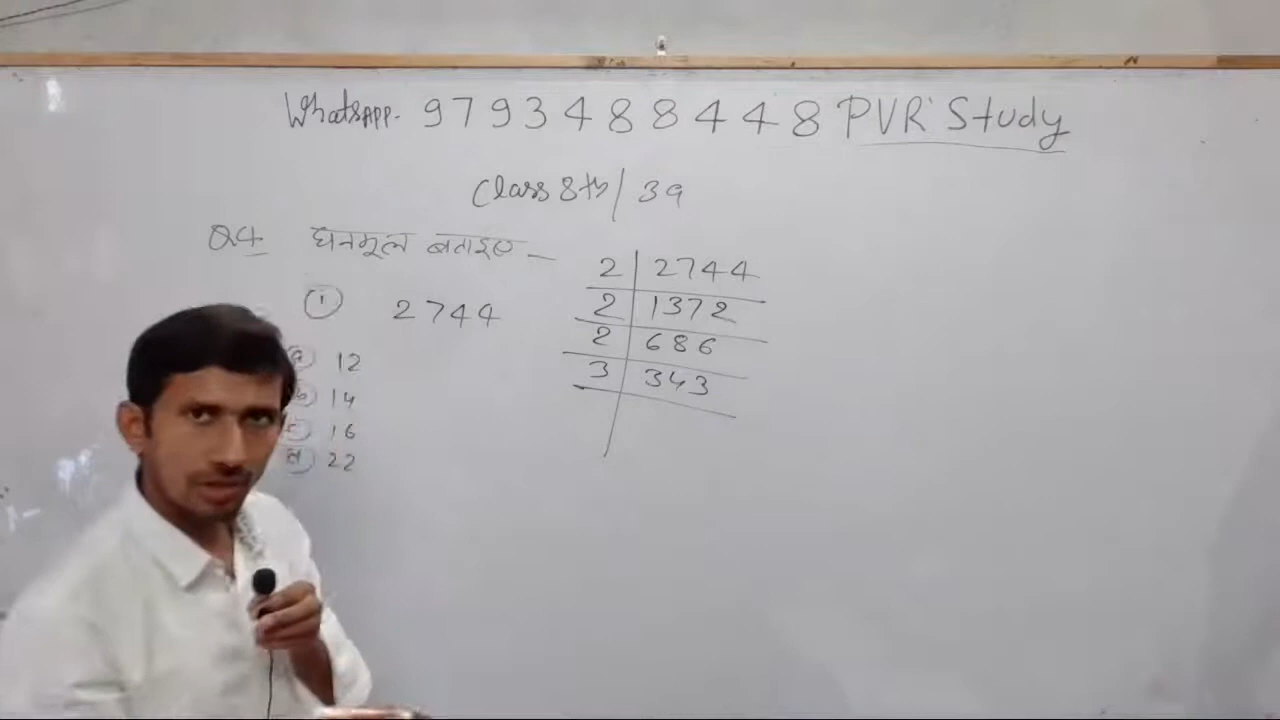 Whatsapp. 9793488448 PVR Study
Class 8th/39
Q4 घनमूल बताइए –
① 2744
ⓐ 12
ⓑ 14
ⓒ 16
ⓓ 22
2 | 2744
2 | 1372
2 | 686
3 | 343